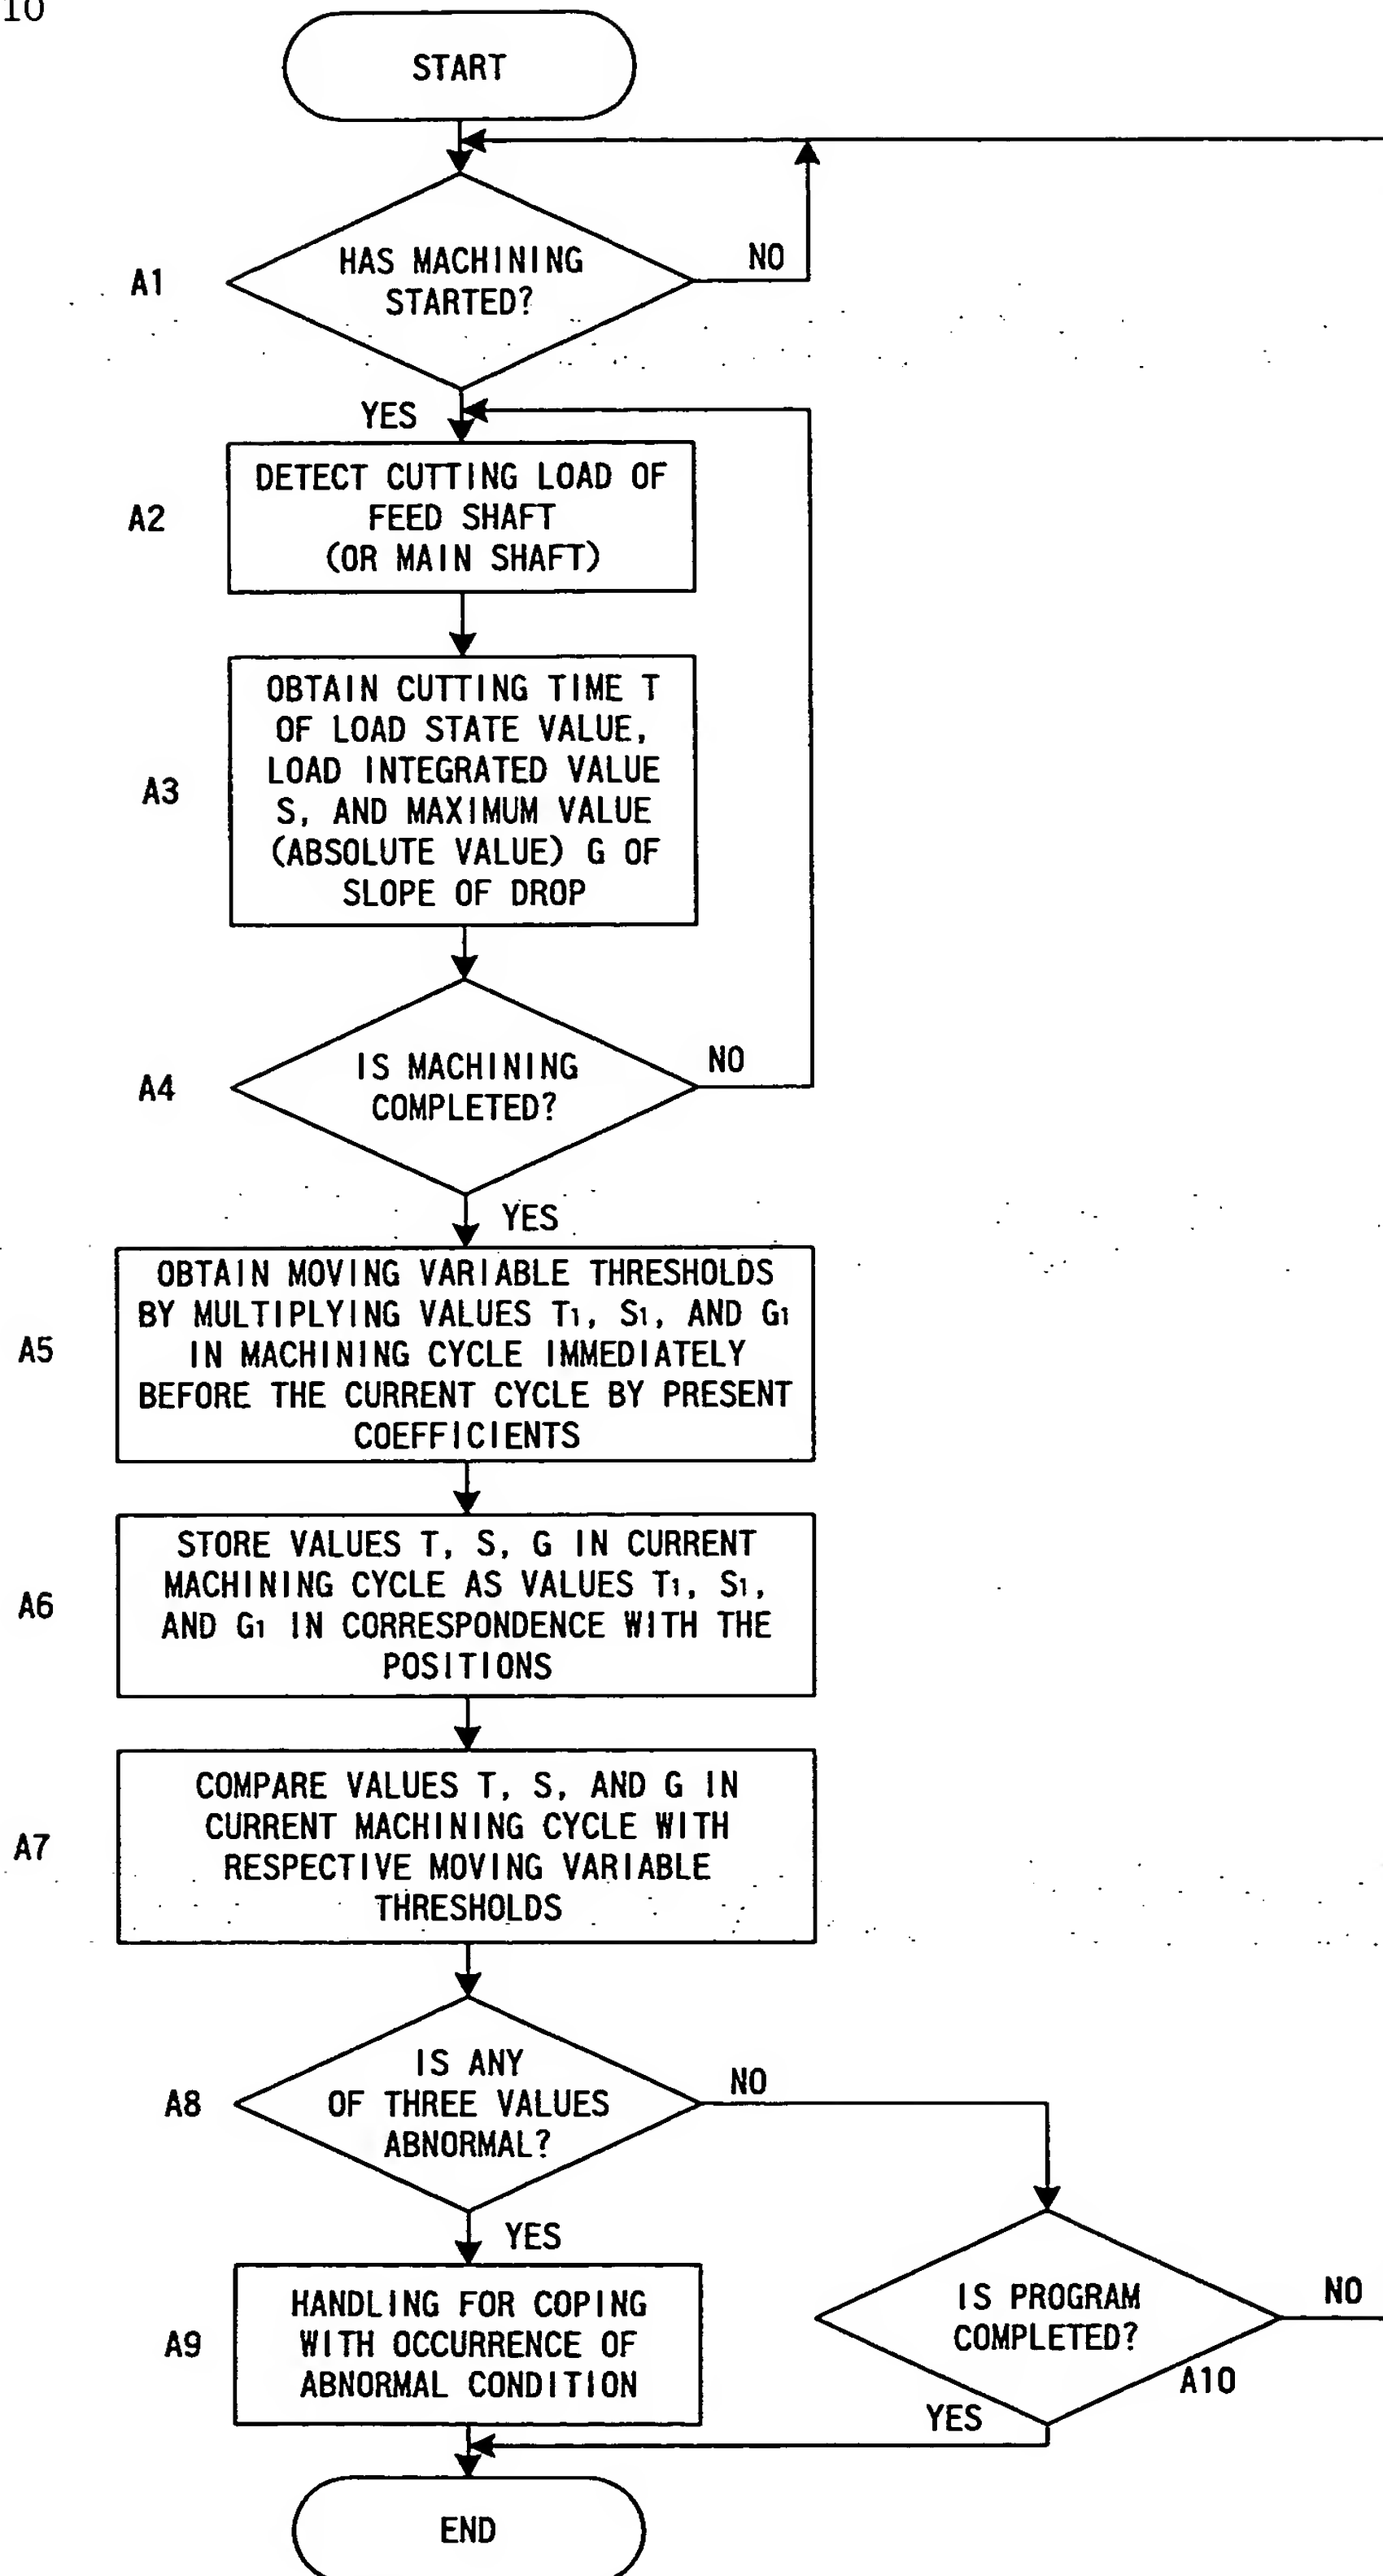 10
START
HAS MACHINING
STARTED?
NO
A1
YES
DETECT CUTTING LOAD OF
FEED SHAFT
(OR MAIN SHAFT)
A2
OBTAIN CUTTING TIME T
OF LOAD STATE VALUE,
LOAD INTEGRATED VALUE
S, AND MAXIMUM VALUE
(ABSOLUTE VALUE) G OF
SLOPE OF DROP
A3
IS MACHINING
COMPLETED?
NO
A4
YES
OBTAIN MOVING VARIABLE THRESHOLDS
BY MULTIPLYING VALUES T1, S1, AND G1
IN MACHINING CYCLE IMMEDIATELY
BEFORE THE CURRENT CYCLE BY PRESENT
COEFFICIENTS
A5
STORE VALUES T, S, G IN CURRENT
MACHINING CYCLE AS VALUES T1, S1,
AND G1 IN CORRESPONDENCE WITH THE
POSITIONS
A6
COMPARE VALUES T, S, AND G IN
CURRENT MACHINING CYCLE WITH
RESPECTIVE MOVING VARIABLE
THRESHOLDS
A7
IS ANY
OF THREE VALUES
ABNORMAL?
NO
A8
YES
HANDLING FOR COPING
WITH OCCURRENCE OF
ABNORMAL CONDITION
A9
IS PROGRAM
COMPLETED?
NO
A10
YES
END